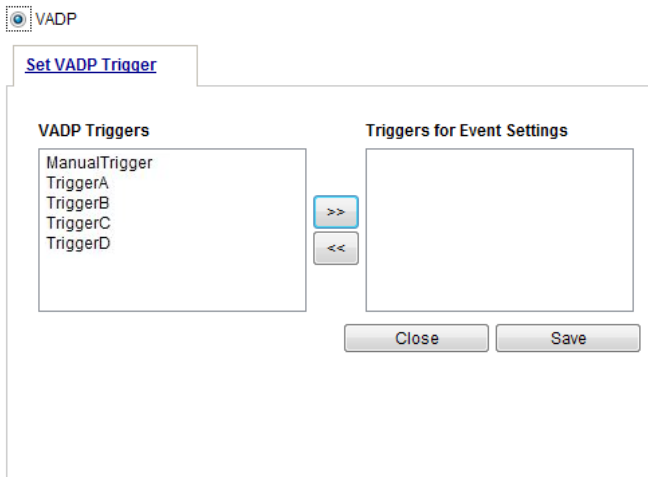 VADP
Set VADP Trigger
VADP Triggers
Triggers for Event Settings
ManualTrigger
TriggerA
TriggerB
TriggerC
TriggerD
>>
<<
Close
Save